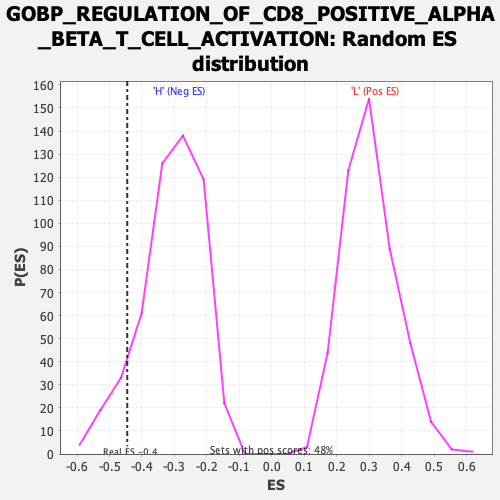 GOBP_REGULATION_OF_CD8_POSITIVE_ALPHA
_BETA_T_CELL_ACTIVATION: Random ES
distribution
'H' (Neg ES)
'L' (Pos ES)
160
150
140
130
120
110
100
90
80
70
60
50
40
30
20
10
0
P(ES)
Real ES -0.4
Sets with pos scores: 48%
-0.6 -0.5 -0.4 -0.3 -0.2 -0.1 0.0 0.1 0.2 0.3 0.4 0.5 0.6
ES